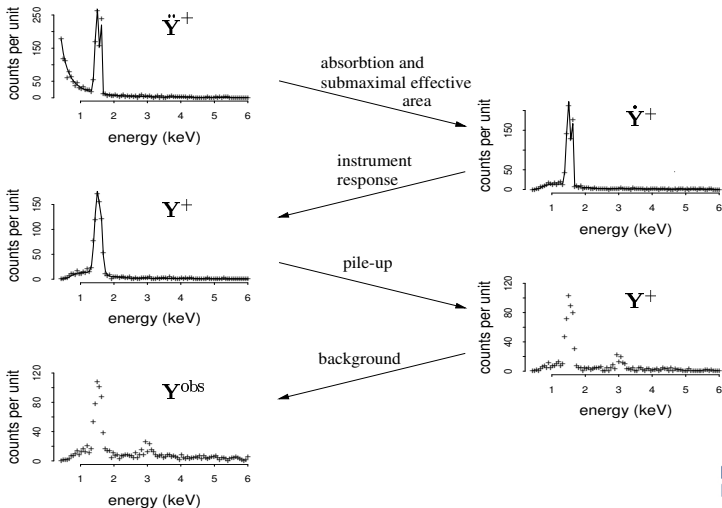 Ÿ+
counts per unit
250
150
50
0
1 2 3 4 5 6
energy (keV)
absorbtion and
submaximal effective
area
Ẏ+
counts per unit
200
100
50
0
1 2 3 4 5 6
energy (keV)
instrument
response
Y+
counts per unit
150
100
50
0
1 2 3 4 5 6
energy (keV)
pile-up
Y+
counts per unit
120
80
40
0
1 2 3 4 5 6
energy (keV)
background
Yobs
counts per unit
120
80
40
0
1 2 3 4 5 6
energy (keV)